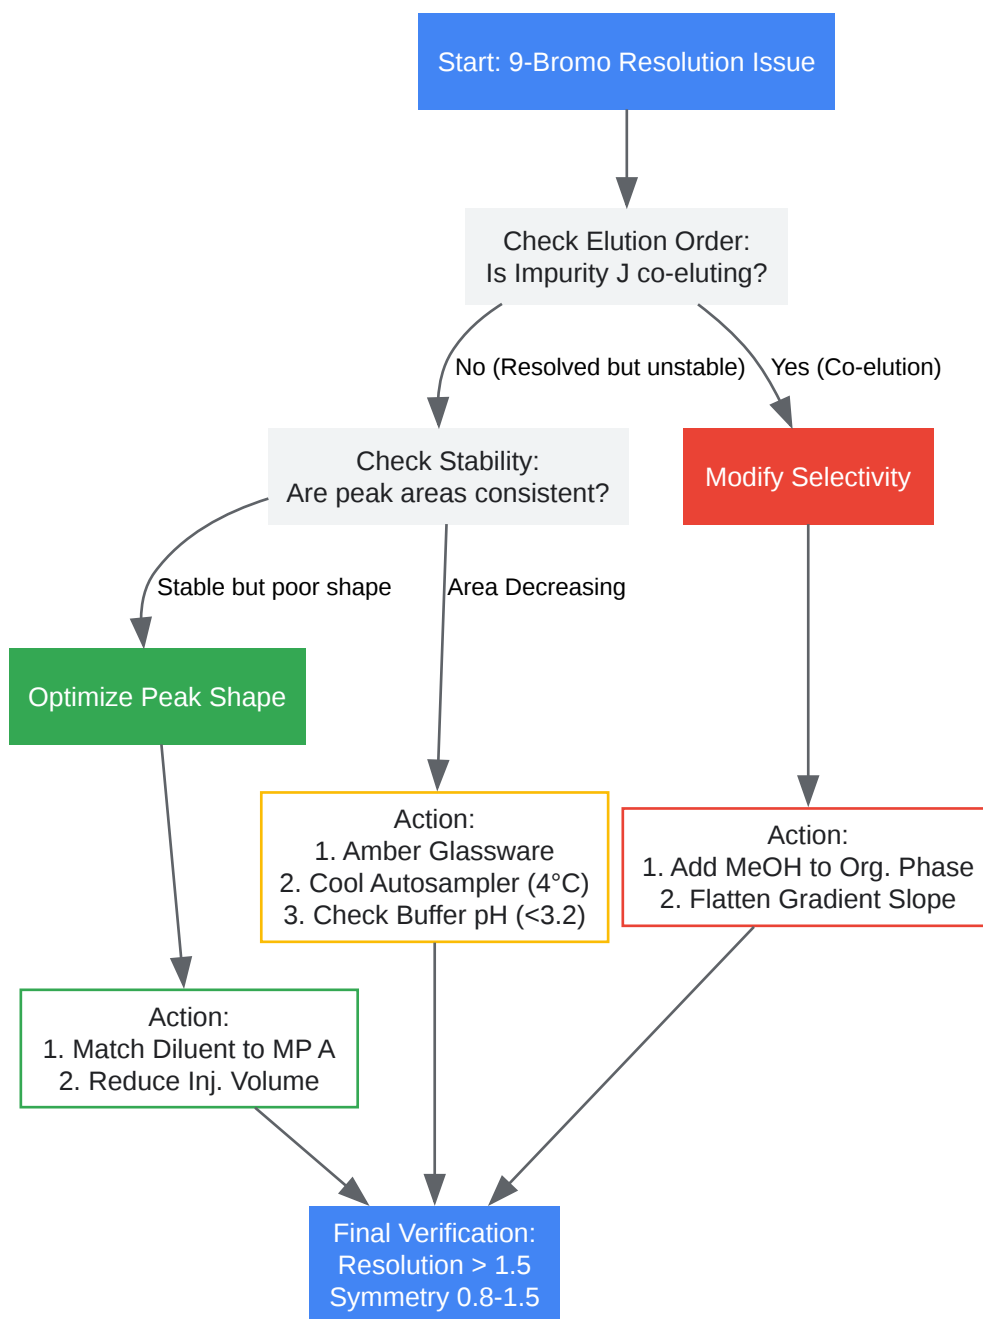 Start: 9-Bromo Resolution Issue
Check Elution Order:
Is Impurity J co-eluting?
No (Resolved but unstable)
Yes (Co-elution)
Check Stability:
Are peak areas consistent?
Modify Selectivity
Stable but poor shape
Area Decreasing
Optimize Peak Shape
Action:
1. Amber Glassware
2. Cool Autosampler (4°C)
3. Check Buffer pH (<3.2)
Action:
1. Add MeOH to Org. Phase
2. Flatten Gradient Slope
Action:
1. Match Diluent to MP A
2. Reduce Inj. Volume
Final Verification:
Resolution > 1.5
Symmetry 0.8-1.5